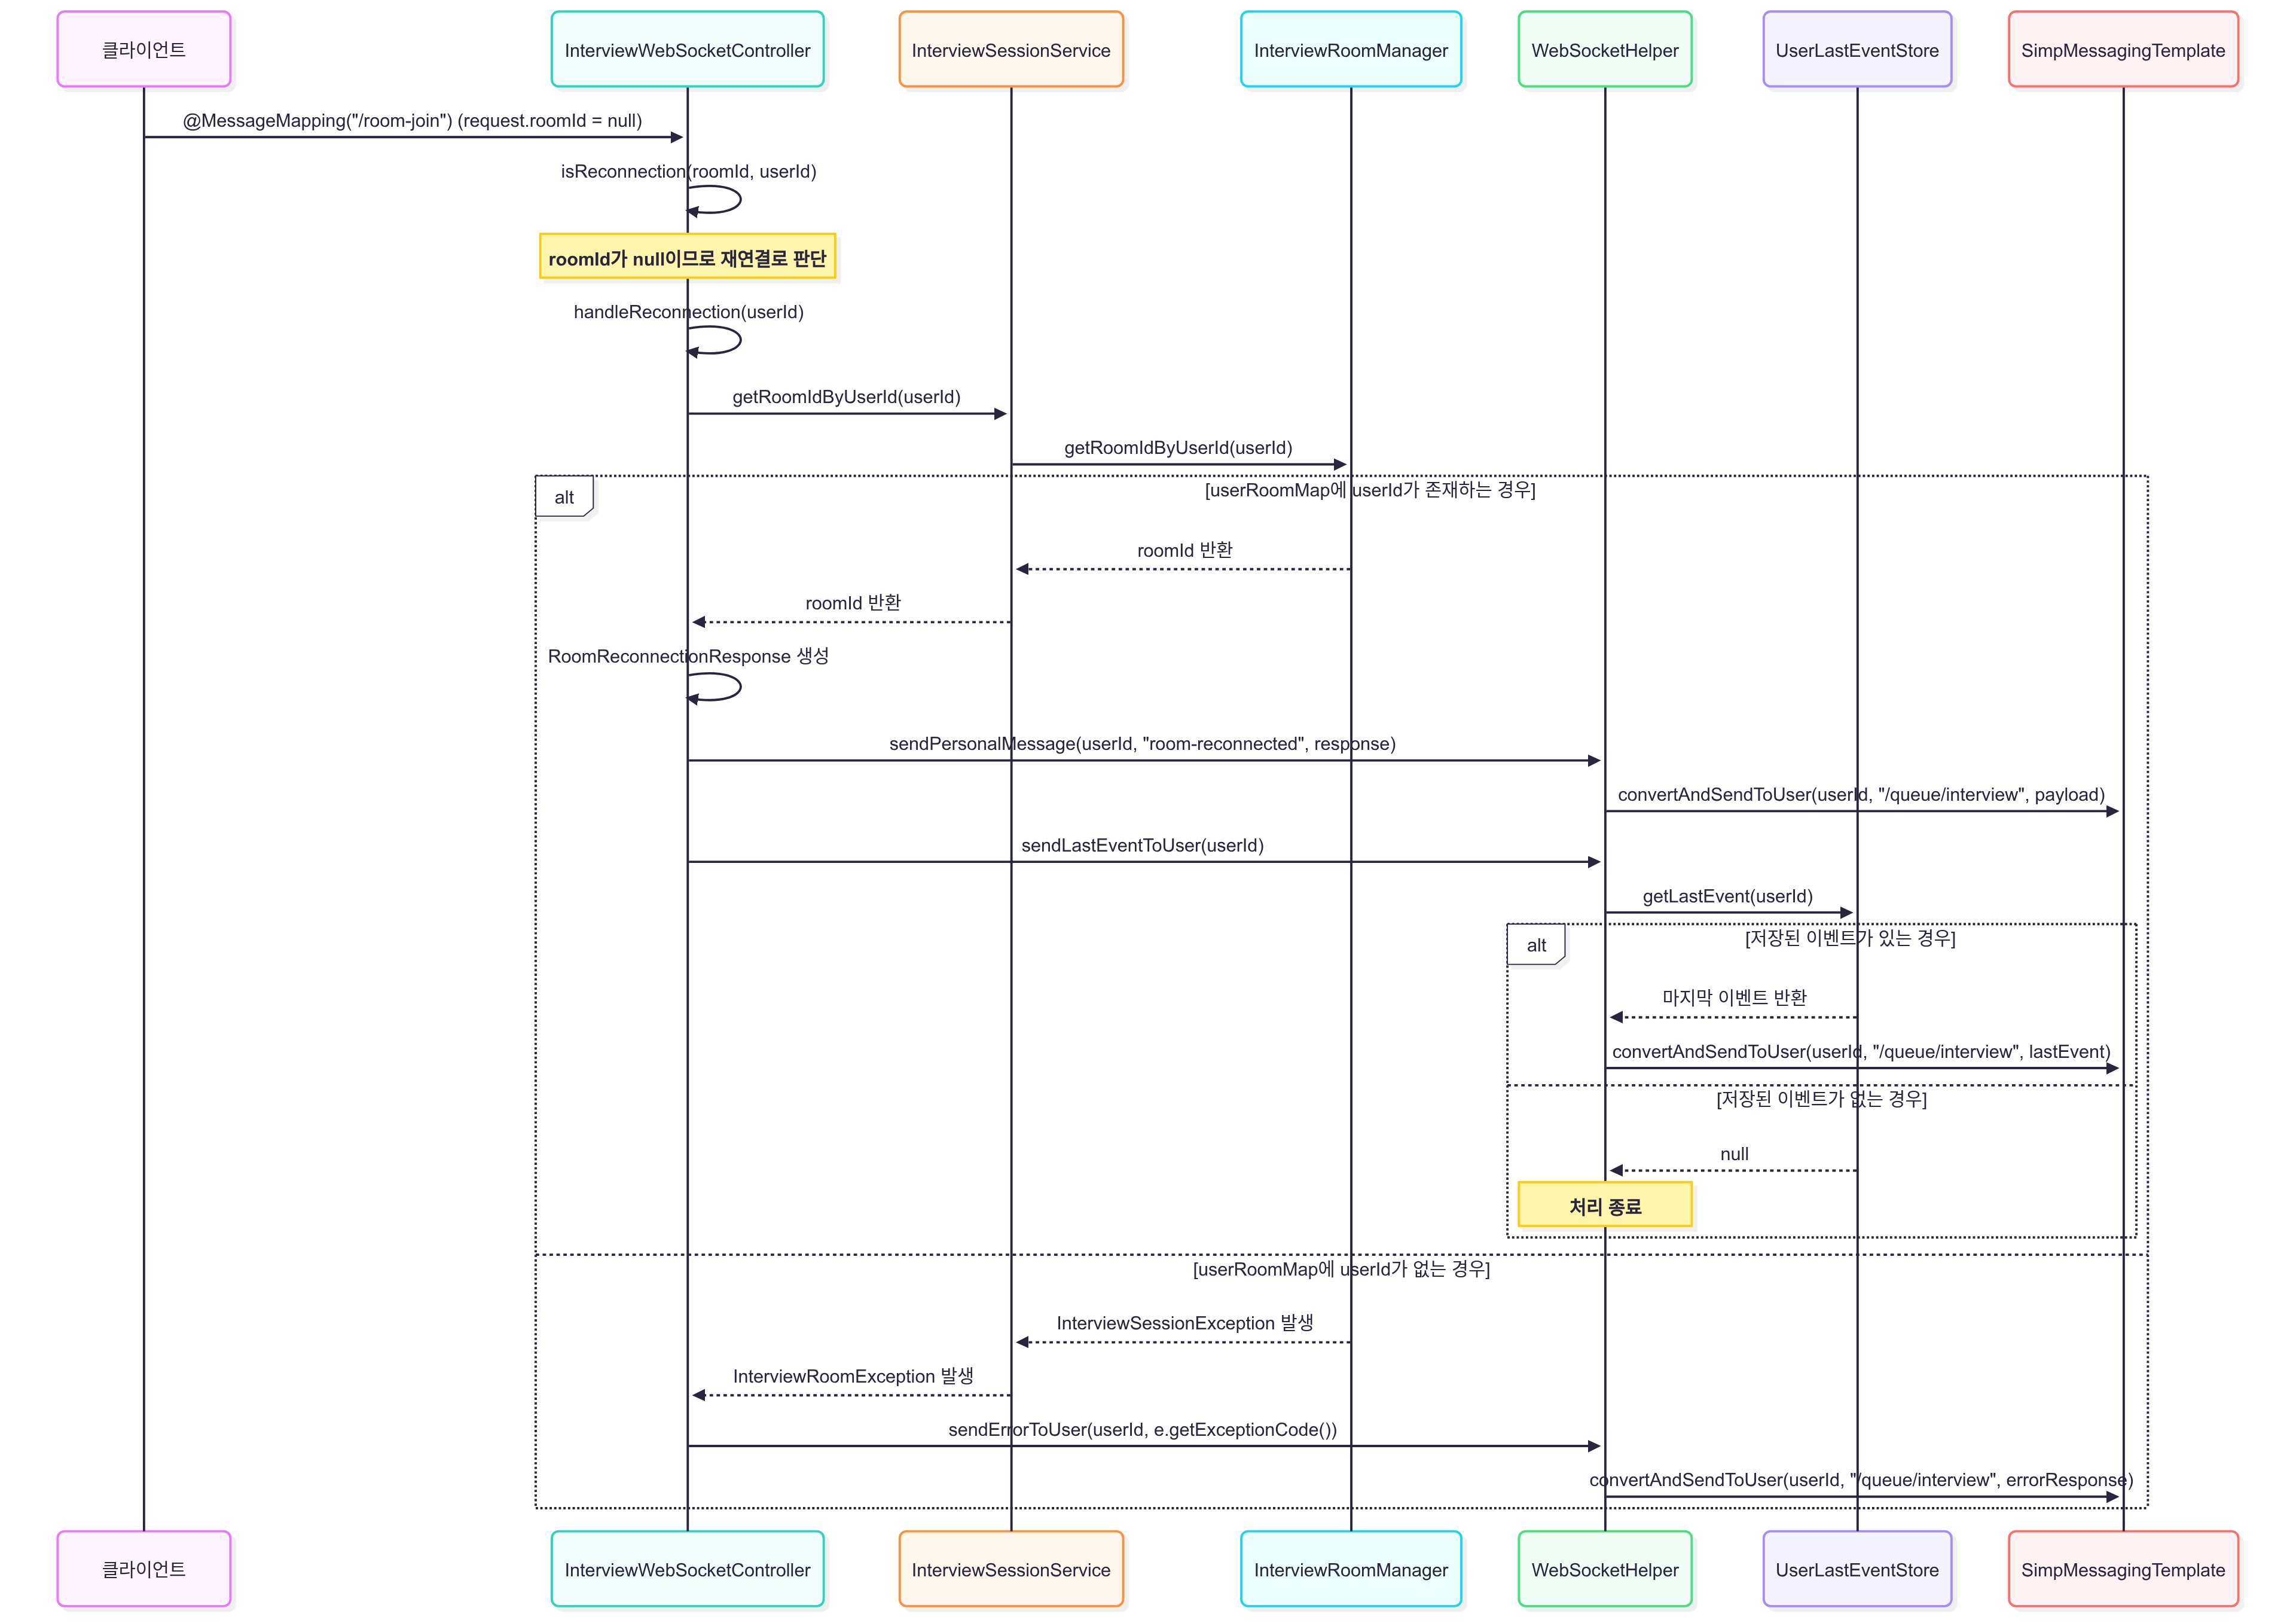 클라이언트
InterviewWebSocketController
InterviewSessionService
InterviewRoomManager
WebSocketHelper
UserLastEventStore
SimpMessagingTemplate
@MessageMapping("/room-join") (request.roomId = null)
isReconnection(roomId, userId)
roomId가 null이므로 재연결로 판단
handleReconnection(userId)
getRoomIdByUserId(userId)
getRoomIdByUserId(userId)
alt
[userRoomMap에 userId가 존재하는 경우]
roomId 반환
roomId 반환
RoomReconnectionResponse 생성
sendPersonalMessage(userId, "room-reconnected", response)
convertAndSendToUser(userId, "/queue/interview", payload)
sendLastEventToUser(userId)
getLastEvent(userId)
alt
[저장된 이벤트가 있는 경우]
마지막 이벤트 반환
convertAndSendToUser(userId, "/queue/interview", lastEvent)
[저장된 이벤트가 없는 경우]
null
처리 종료
[userRoomMap에 userId가 없는 경우]
InterviewSessionException 발생
InterviewRoomException 발생
sendErrorToUser(userId, e.getExceptionCode())
convertAndSendToUser(userId, "/queue/interview", errorResponse)
클라이언트
InterviewWebSocketController
InterviewSessionService
InterviewRoomManager
WebSocketHelper
UserLastEventStore
SimpMessagingTemplate